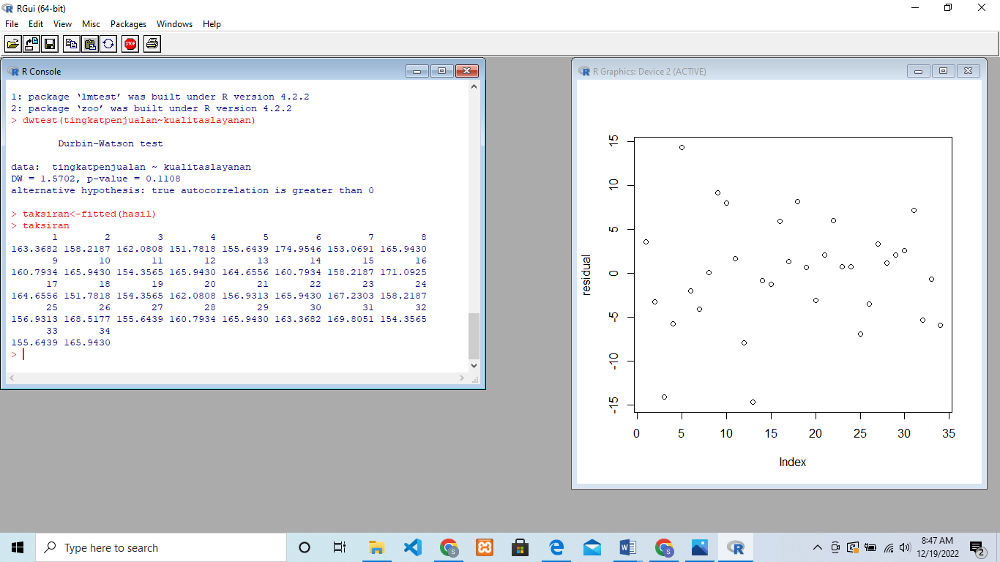 RGui (64-bit)
File Edit View Misc Packages Windows Help
STOP
R Console
1: package ‘lmtest’ was built under R version 4.2.2
2: package ‘zoo’ was built under R version 4.2.2
> dwtest(tingkatpenjualan~kualitaslayanan)
Durbin-Watson test
data: tingkatpenjualan ~ kualitaslayanan
DW = 1.5702, p-value = 0.1108
alternative hypothesis: true autocorrelation is greater than 0
> taksiran<-fitted(hasil)
> taksiran
1 2 3 4 5 6 7 8
163.3682 158.2187 162.0808 151.7818 155.6439 174.9546 153.0691 165.9430
9 10 11 12 13 14 15 16
160.7934 165.9430 154.3565 165.9430 164.6556 160.7934 158.2187 171.0925
17 18 19 20 21 22 23 24
164.6556 151.7818 154.3565 162.0808 156.9313 165.9430 167.2303 158.2187
25 26 27 28 29 30 31 32
156.9313 168.5177 155.6439 160.7934 165.9430 163.3682 169.8051 154.3565
33 34
155.6439 165.9430
>
R Graphics: Device 2 (ACTIVE)
15
10
5
0
-5
-10
-15
residual
0 5 10 15 20 25 30 35
Index
Type here to search
8:47 AM
12/19/2022
2